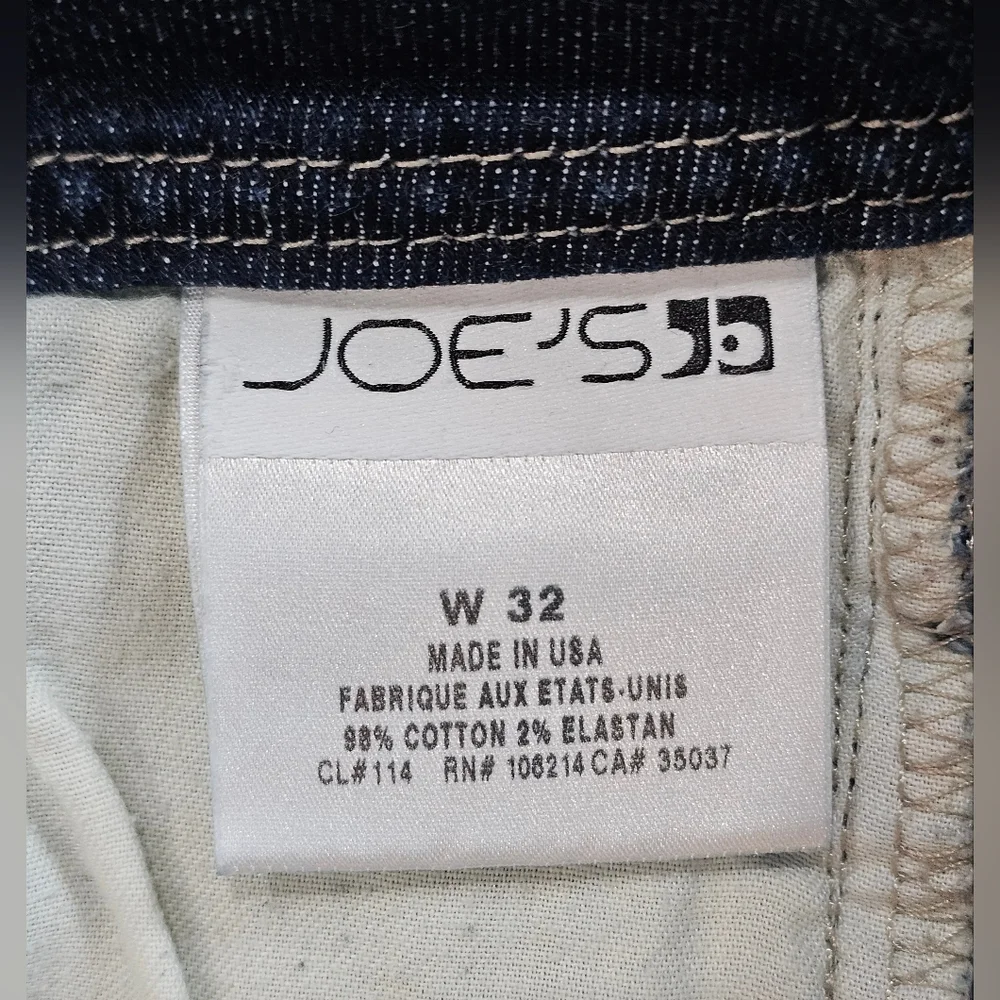 JOE'S
W 32
MADE IN USA
FABRIQUE AUX ETATS-UNIS
98% COTTON 2% ELASTAN
CL#114 RN# 106214 CA# 35037